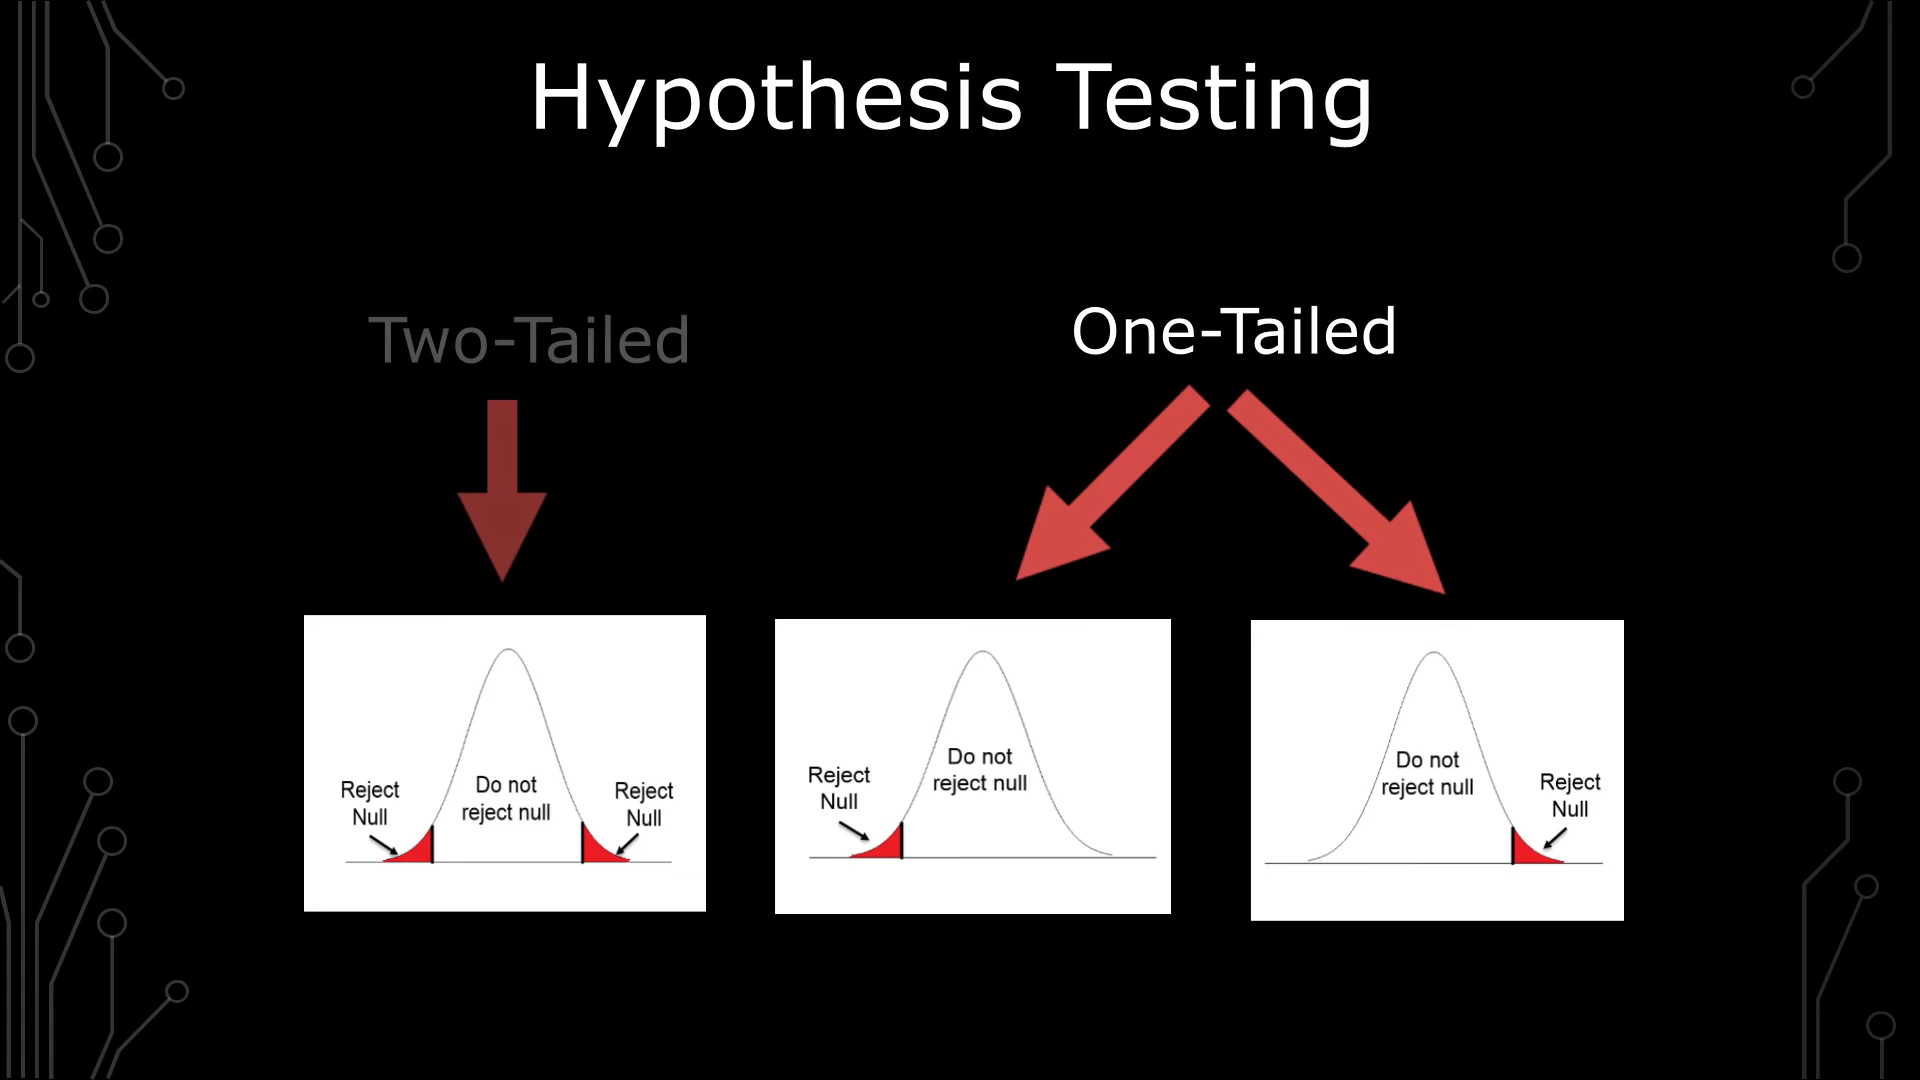 Hypothesis Testing
Two-Tailed
One-Tailed
Reject
Null
Do not
reject null
Reject
Null
Reject
Null
Do not
reject null
Do not
reject null
Reject
Null